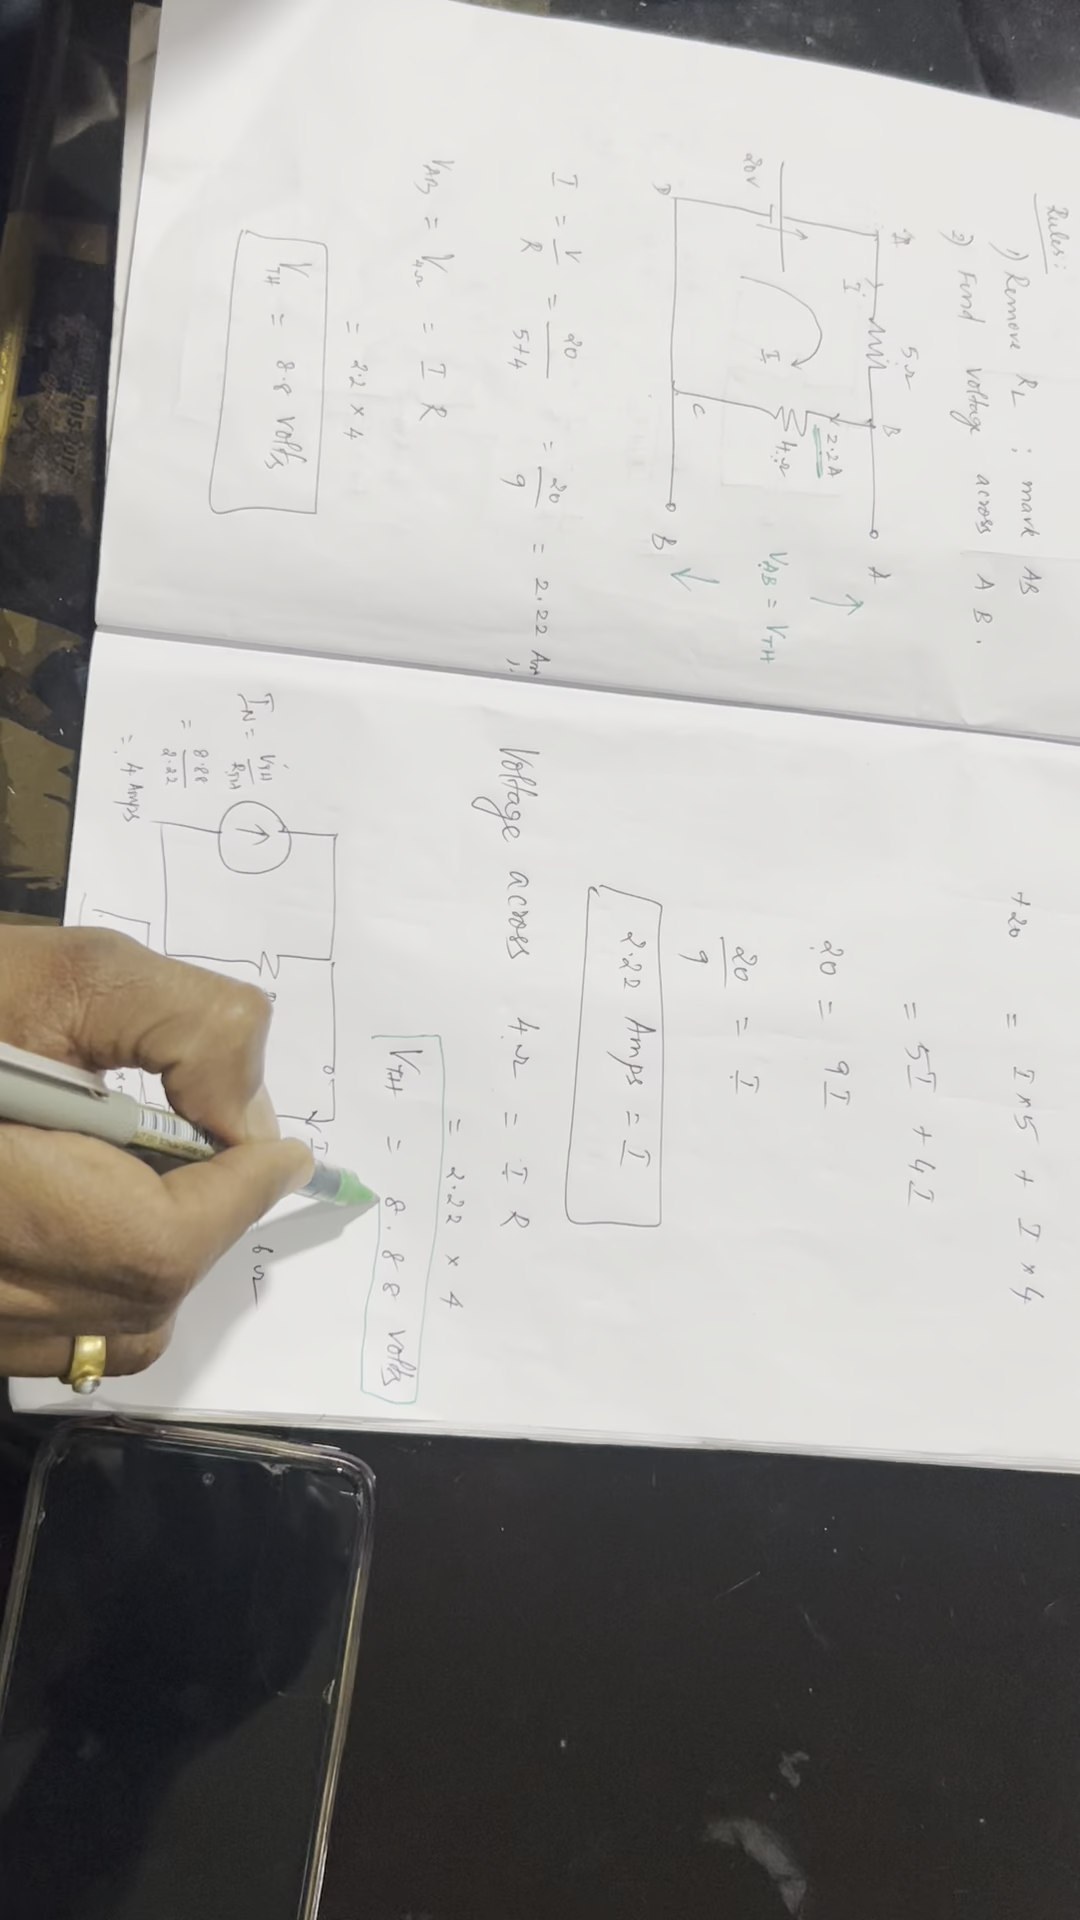 Rules:
1) Remove RL ; mark AB
2) Find voltage across AB.
A
5Ω
B
A
I
2.2A
20V
I
4Ω
VAB = VTH
D
C
B
I = V/R = 20/5+4 = 20/9 = 2.22 Am
VAB = V4Ω = I R
= 2.2 × 4
VTH = 8.8 Volts
+20 = I×5 + I×4
= 5I + 4I
20 = 9I
20/9 = I
2.22 Amps = I
Voltage across 4Ω = I R
= 2.22 × 4
VTH = 8.88 Volts
IN = VTH/RTH
= 8.88/2.22
= 4 Amps
I
6Ω